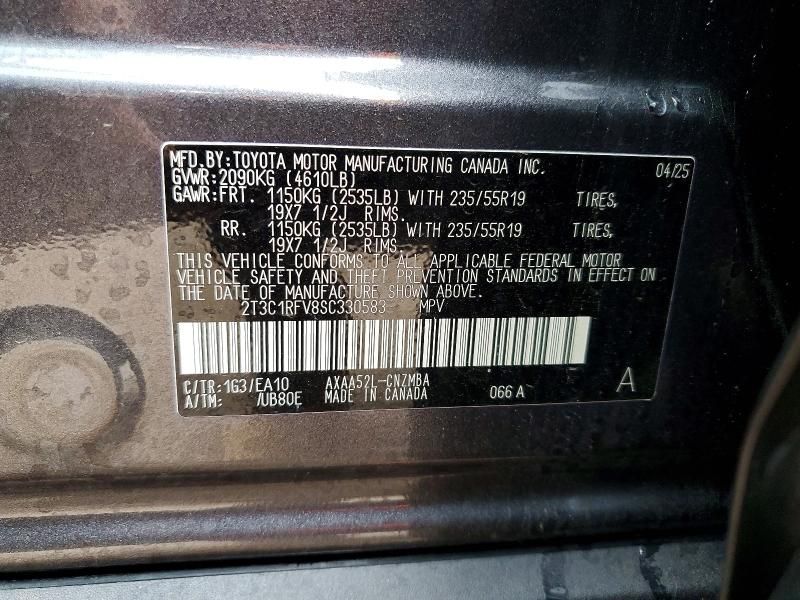 MFD.BY:TOYOTA MOTOR MANUFACTURING CANADA INC. 04/25
GVWR:2090KG (4610LB)
GAWR:FRT. 1150KG (2535LB) WITH 235/55R19 TIRES,
19X7 1/2J RIMS.
RR. 1150KG (2535LB) WITH 235/55R19 TIRES,
19X7 1/2J RIMS.
THIS VEHICLE CONFORMS TO ALL APPLICABLE FEDERAL MOTOR
VEHICLE SAFETY AND THEFT PREVENTION STANDARDS IN EFFECT ON
THE DATE OF MANUFACTURE SHOWN ABOVE.
2T3C1RFV8SC330583 MPV
C/TR:1G3/EA10 AXAA52L-CNZMBA A
A/TM: /UB80E MADE IN CANADA 066 A